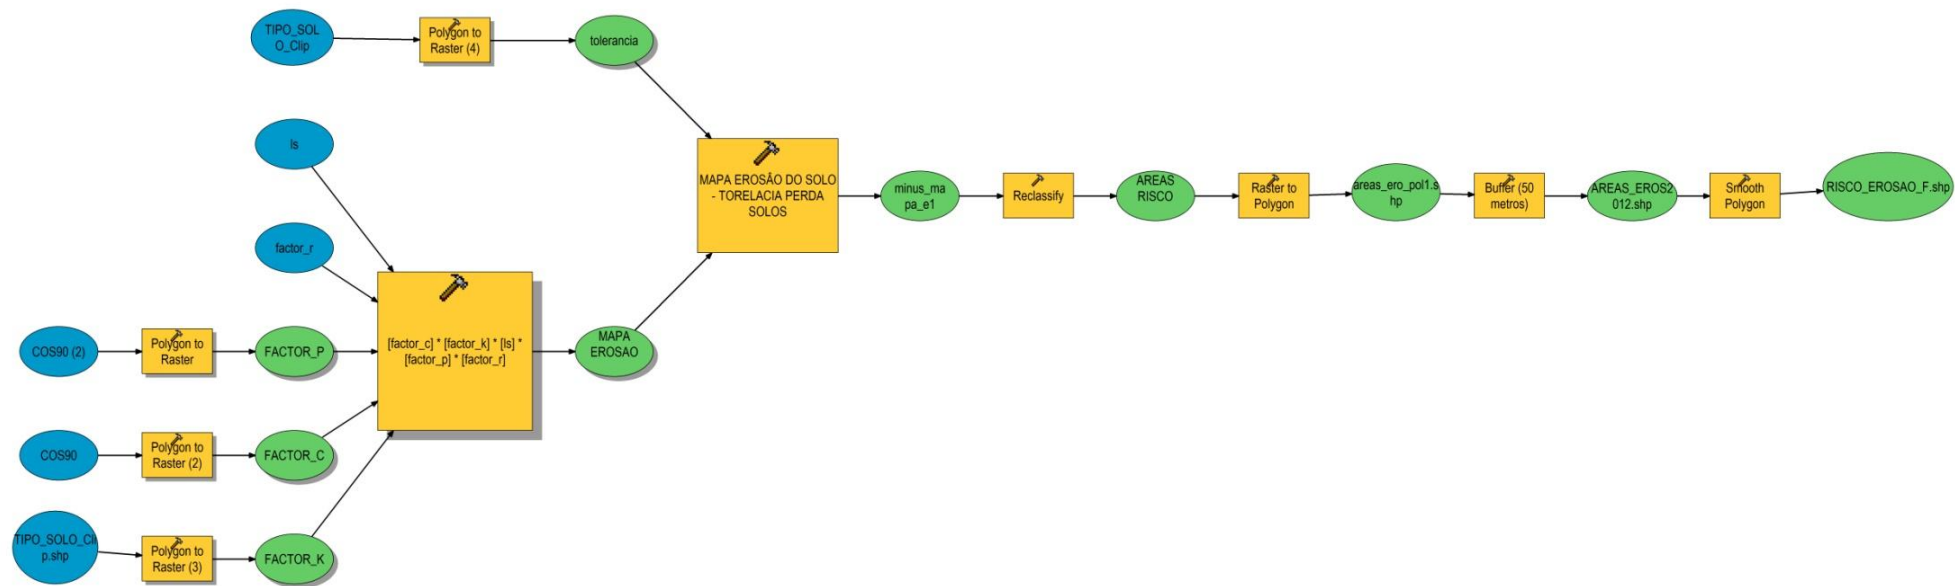 TIPO_SOL
O_Clip
Polygon to
Raster (4)
tolerancia
ls
factor_r
COS90 (2)
Polygon to
Raster
FACTOR_P
COS90
Polygon to
Raster (2)
FACTOR_C
TIPO_SOLO_Cli
p.shp
Polygon to
Raster (3)
FACTOR_K
[factor_c] * [factor_k] * [ls] *
[factor_p] * [factor_r]
MAPA
EROSAO
MAPA EROSÃO DO SOLO
- TORELACIA PERDA
SOLOS
minus_ma
pa_e1
Reclassify
AREAS
RISCO
Raster to
Polygon
areas_ero_pol1.s
hp
Buffer (50
metros)
AREAS_EROS2
012.shp
Smooth
Polygon
RISCO_EROSAO_F.shp